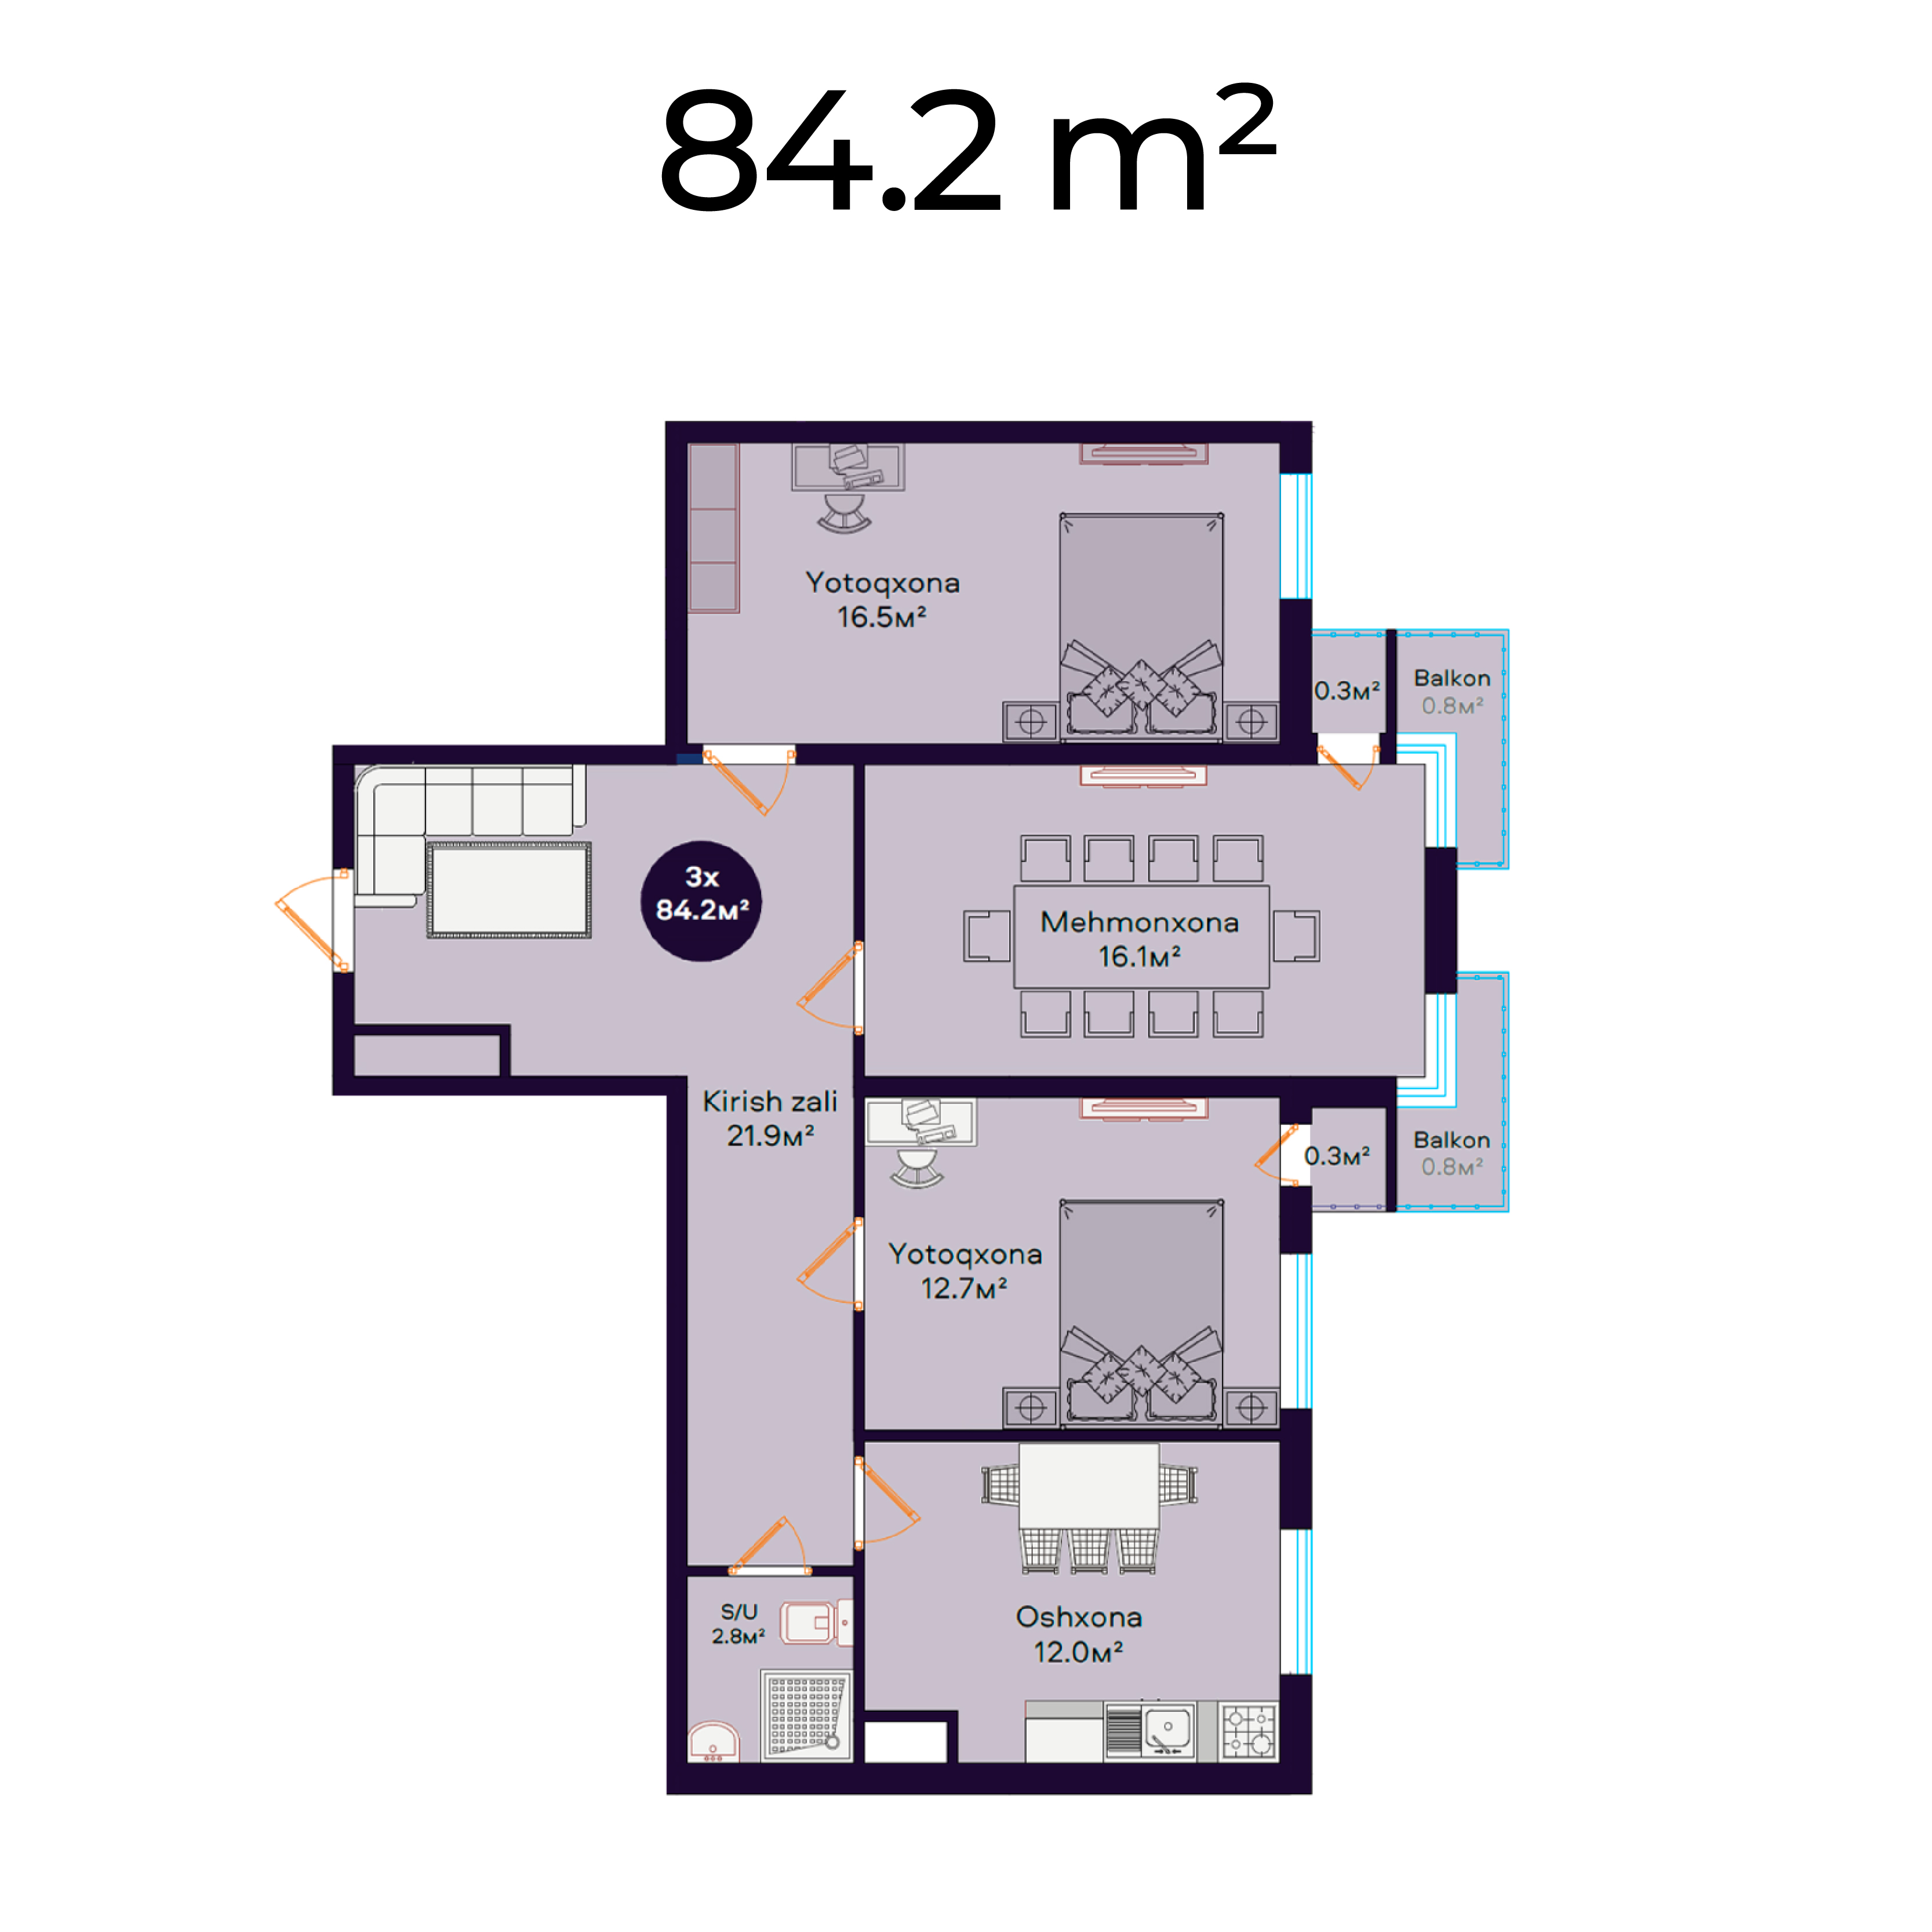 84.2 m²
Yotoqxona
16.5м²
0.3м²
Balkon
0.8м²
3x
84.2м²
Mehmonxona
16.1м²
Kirish zali
21.9м²
0.3м²
Balkon
0.8м²
Yotoqxona
12.7м²
S/U
2.8м²
Oshxona
12.0м²